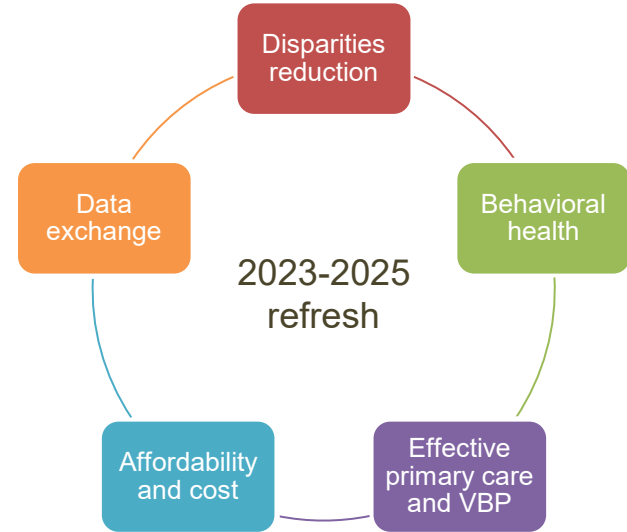 Disparities
reduction
Behavioral
health
Effective
primary care
and VBP
Affordability
and cost
Data
exchange
2023-2025
refresh